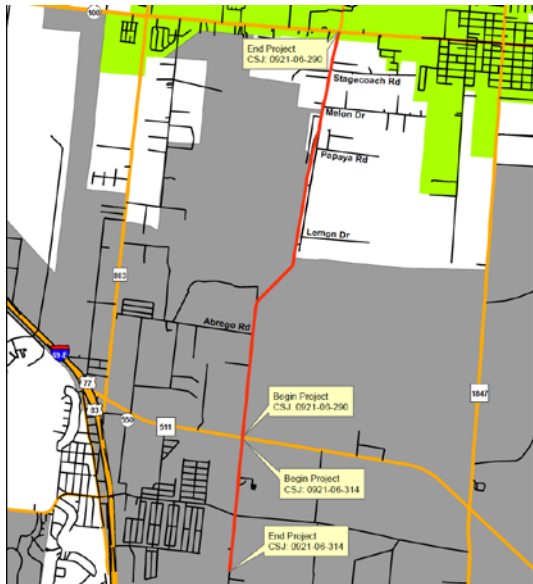 100
End Project
CSJ: 0921-06-290
Stagecoach Rd
Melon Dr
Papaya Rd
Lemon Dr
803
Abrego Rd
69 E
77
83
550
511
1847
Begin Project
CSJ: 0921-06-290
Begin Project
CSJ: 0921-06-314
End Project
CSJ: 0921-06-314